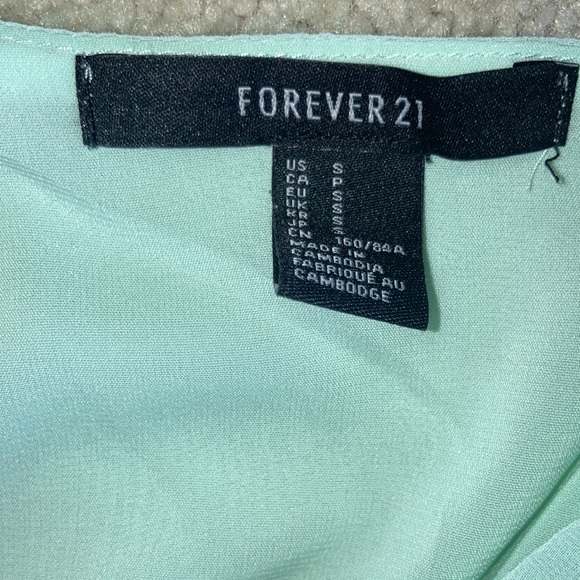 FOREVER 21
US S
CA P
EU S
UK S
KR S
JP S
CN 160/84A
MADE IN
CAMBODIA
FABRIQUÉ AU
CAMBODGE